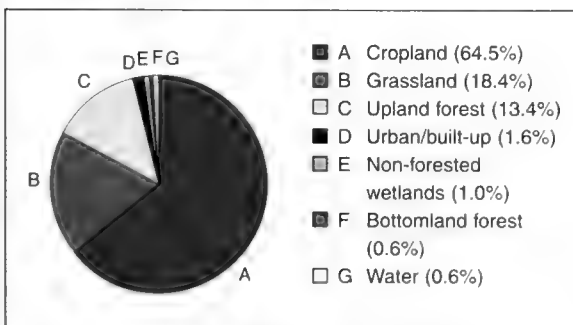 DEFG
C
B
A
A Cropland (64.5%)
B Grassland (18.4%)
C Upland forest (13.4%)
D Urban/built-up (1.6%)
E Non-forested
wetlands (1.0%)
F Bottomland forest
(0.6%)
G Water (0.6%)